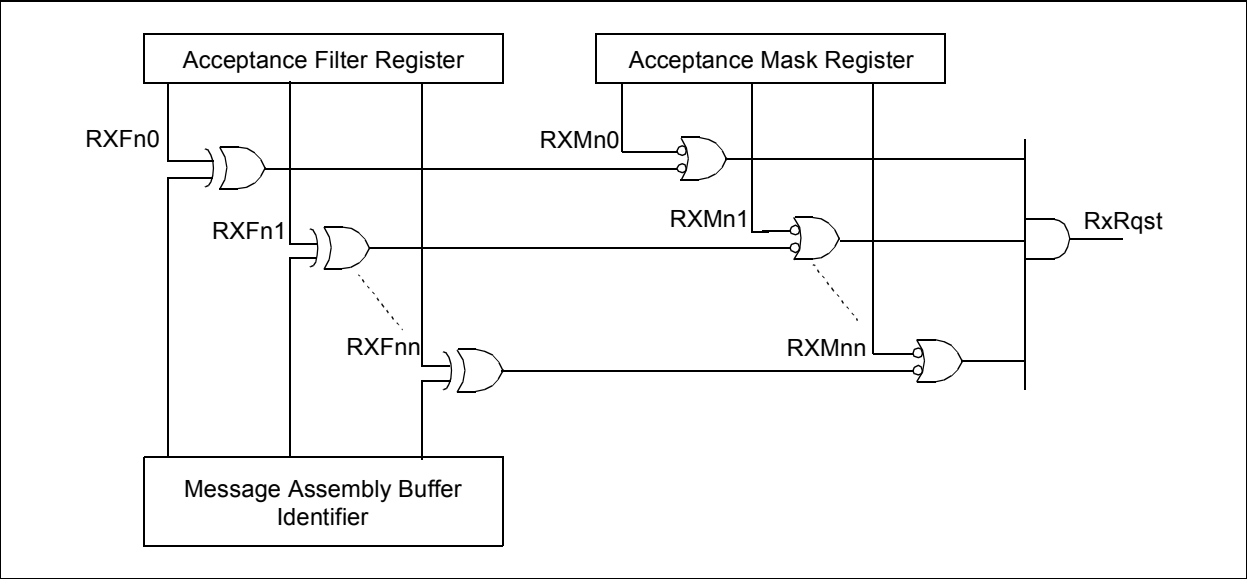 Acceptance Filter Register
Acceptance Mask Register
RXFn0
RXMn0
RXFn1
RXMn1
RxRqst
RXFnn
RXMnn
Message Assembly Buffer
Identifier